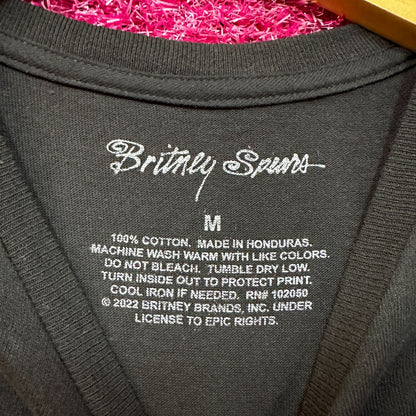 Britney Spears
M
100% COTTON. MADE IN HONDURAS.
MACHINE WASH WARM WITH LIKE COLORS.
DO NOT BLEACH. TUMBLE DRY LOW.
TURN INSIDE OUT TO PROTECT PRINT.
COOL IRON IF NEEDED. RN# 102050
© 2022 BRITNEY BRANDS, INC. UNDER
LICENSE TO EPIC RIGHTS.